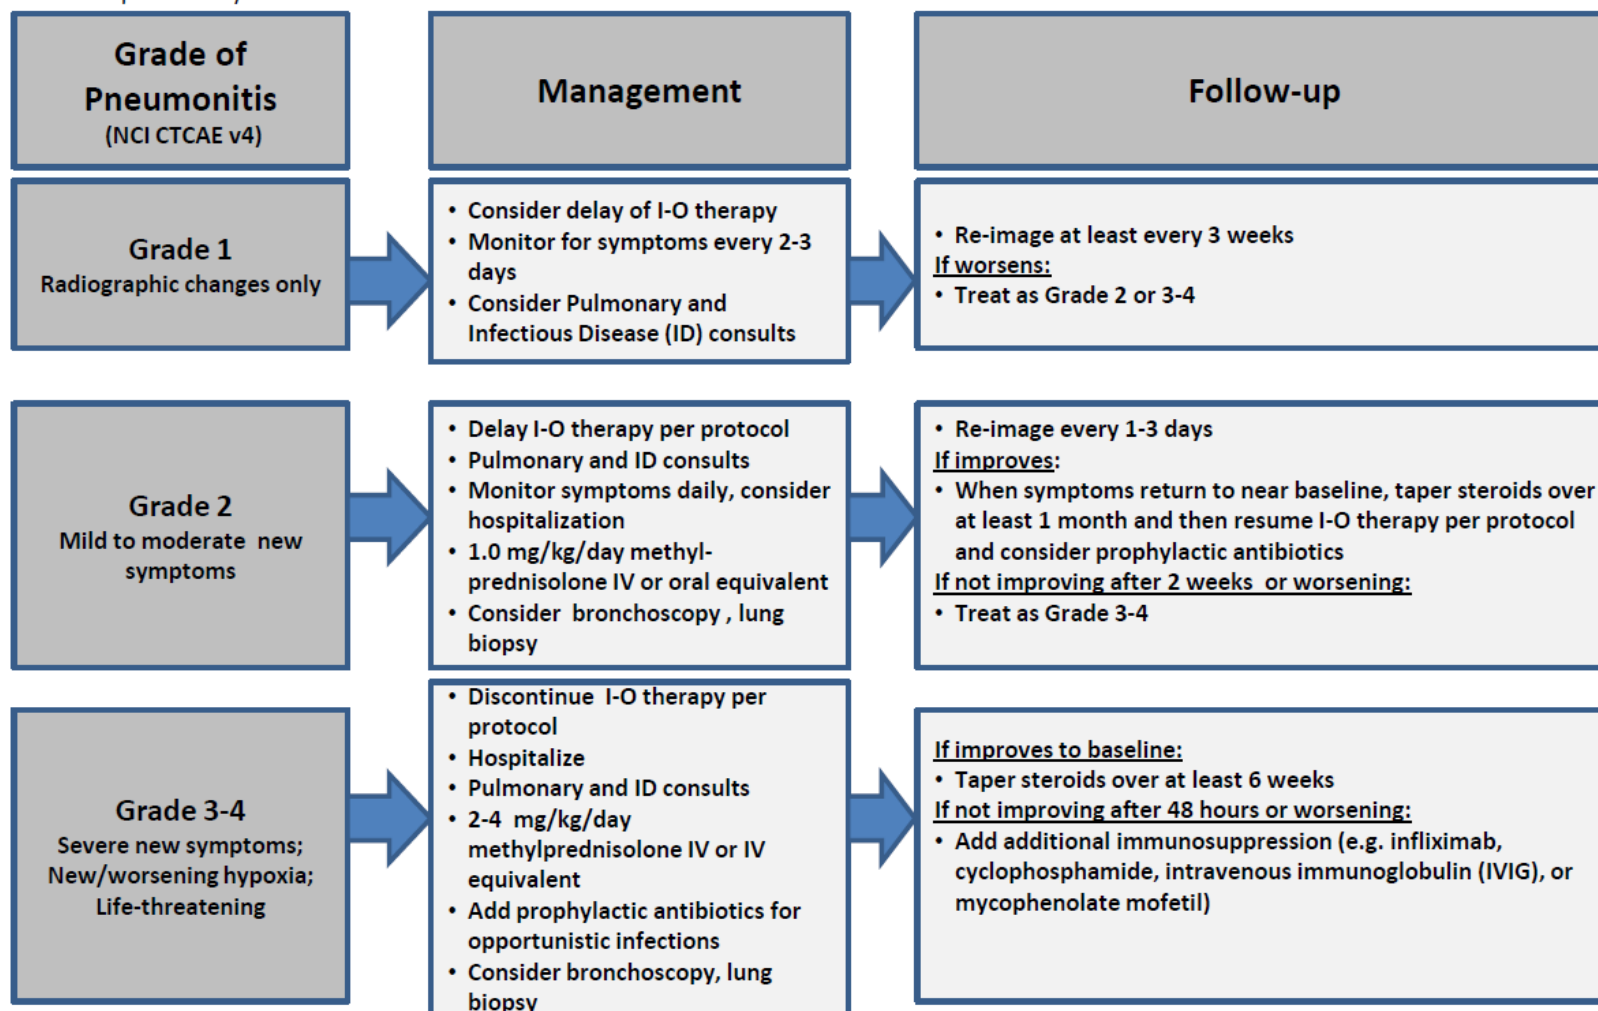 Grade of
Pneumonitis
(NCI CTCAE v4)
Management
Follow-up
Grade 1
Radiographic changes only
• Consider delay of I-O therapy
• Monitor for symptoms every 2-3
days
• Consider Pulmonary and
Infectious Disease (ID) consults
• Re-image at least every 3 weeks
If worsens:
• Treat as Grade 2 or 3-4
Grade 2
Mild to moderate new
symptoms
• Delay I-O therapy per protocol
• Pulmonary and ID consults
• Monitor symptoms daily, consider
hospitalization
• 1.0 mg/kg/day methyl-
prednisolone IV or oral equivalent
• Consider bronchoscopy , lung
biopsy
• Re-image every 1-3 days
If improves:
• When symptoms return to near baseline, taper steroids over
at least 1 month and then resume I-O therapy per protocol
and consider prophylactic antibiotics
If not improving after 2 weeks or worsening:
• Treat as Grade 3-4
Grade 3-4
Severe new symptoms;
New/worsening hypoxia;
Life-threatening
• Discontinue I-O therapy per
protocol
• Hospitalize
• Pulmonary and ID consults
• 2-4 mg/kg/day
methylprednisolone IV or IV
equivalent
• Add prophylactic antibiotics for
opportunistic infections
• Consider bronchoscopy, lung
biopsy
If improves to baseline:
• Taper steroids over at least 6 weeks
If not improving after 48 hours or worsening:
• Add additional immunosuppression (e.g. infliximab,
cyclophosphamide, intravenous immunoglobulin (IVIG), or
mycophenolate mofetil)